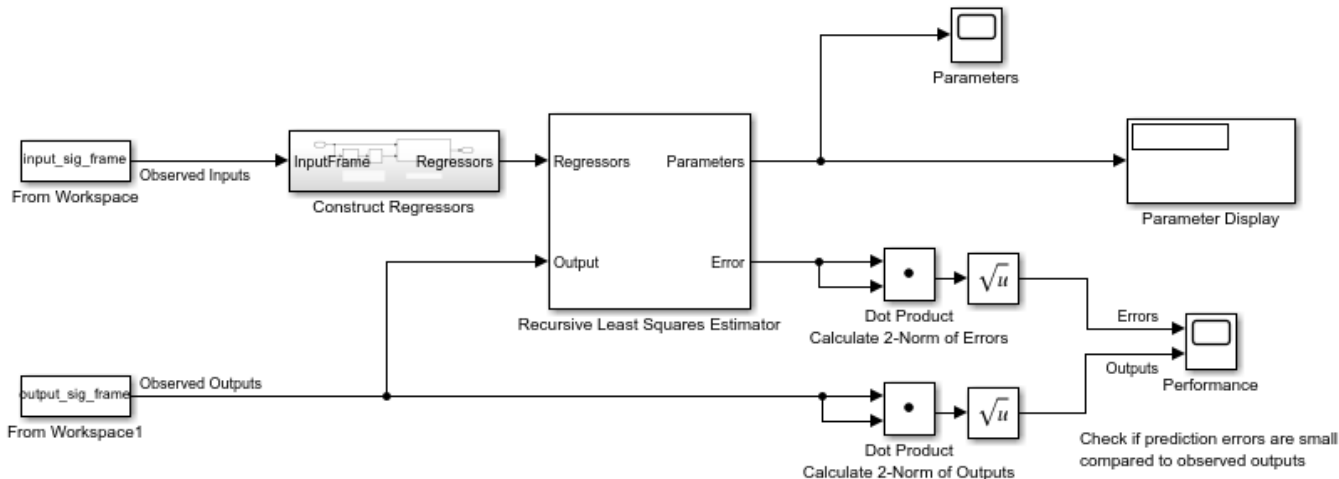 Parameters
input_sig_frame
Observed Inputs
From Workspace
InputFrame
Regressors
Construct Regressors
Regressors
Parameters
Output
Error
Recursive Least Squares Estimator
Parameter Display
Dot Product
Calculate 2-Norm of Errors
√u
Errors
Outputs
Performance
output_sig_frame
Observed Outputs
From Workspace1
Dot Product
Calculate 2-Norm of Outputs
√u
Check if prediction errors are small
compared to observed outputs